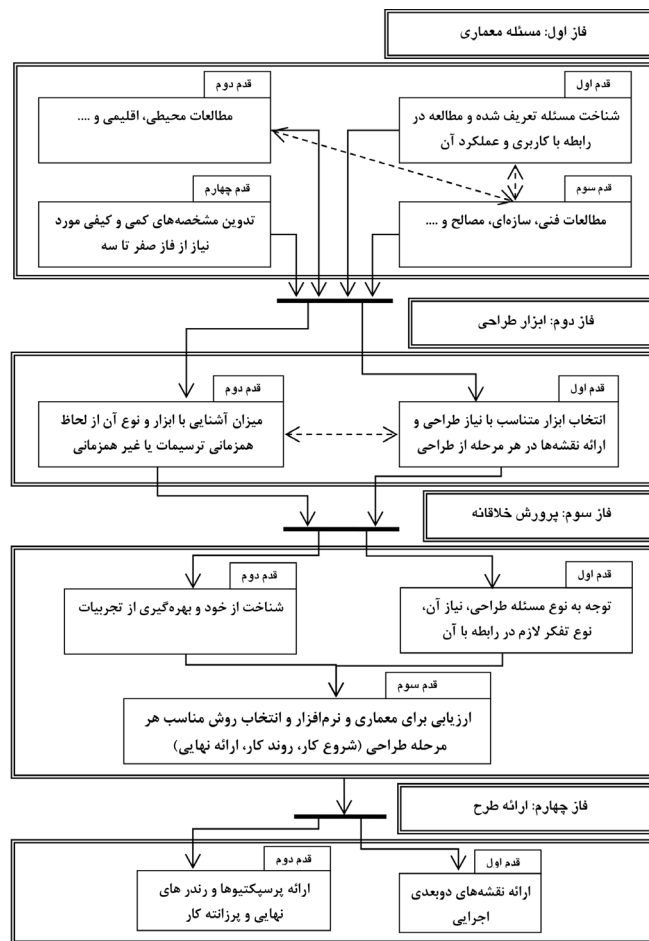 فاز اول: مسئله معماری
قدم اول
شناخت مسئله تعریف شده و مطالعه در
رابطه با کاربری و عملکرد آن
قدم دوم
مطالعات محیطی، اقلیمی و ....
قدم سوم
مطالعات فنی، سازه‌ای، مصالح و ....
قدم چهارم
تدوین مشخصه‌های کمی و کیفی مورد
نیاز از فاز صفر تا سه
فاز دوم: ابزار طراحی
قدم اول
انتخاب ابزار متناسب با نیاز طراحی و
ارائه نقشه‌ها در هر مرحله از طراحی
قدم دوم
میزان آشنایی با ابزار و نوع آن از لحاظ
همزمانی ترسیمات یا غیر همزمانی
فاز سوم: پرورش خلاقانه
قدم اول
توجه به نوع مسئله طراحی، نیاز آن،
نوع تفکر لازم در رابطه با آن
قدم دوم
شناخت از خود و بهره‌گیری از تجربیات
قدم سوم
ارزیابی برای معماری و نرم‌افزار و انتخاب روش مناسب هر
مرحله طراحی (شروع کار، روند کار، ارائه نهایی)
فاز چهارم: ارائه طرح
قدم اول
ارائه نقشه‌های دوبعدی
اجرایی
قدم دوم
ارائه پرسپکتیوها و رندر های
نهایی و پرزانته کار